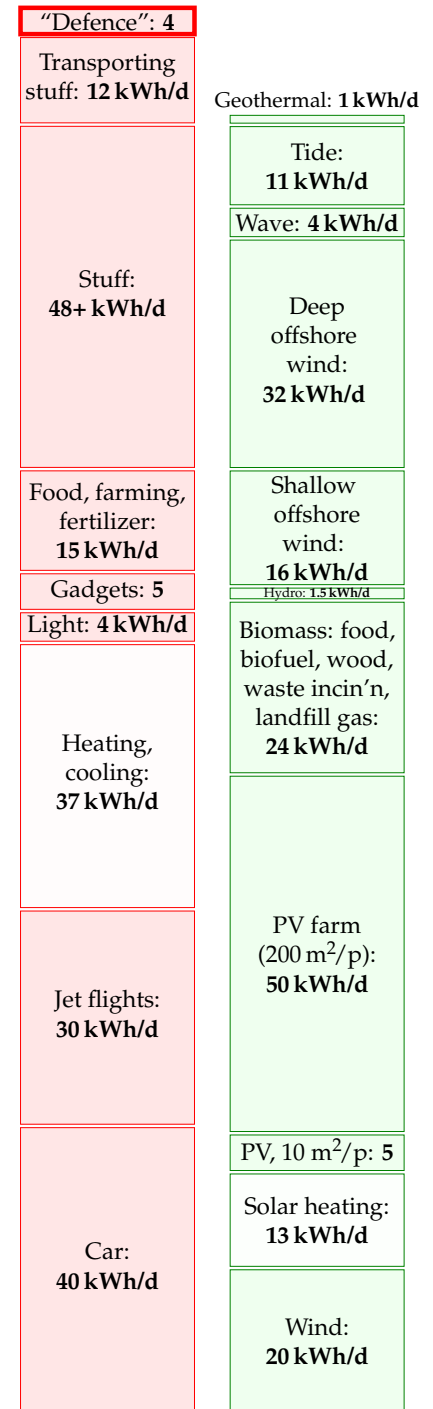 “Defence”: 4
Transporting
stuff: 12 kWh/d
Stuff:
48+ kWh/d
Food, farming,
fertilizer:
15 kWh/d
Gadgets: 5
Light: 4 kWh/d
Heating,
cooling:
37 kWh/d
Jet flights:
30 kWh/d
Car:
40 kWh/d
Geothermal: 1 kWh/d
Tide:
11 kWh/d
Wave: 4 kWh/d
Deep
offshore
wind:
32 kWh/d
Shallow
offshore
wind:
16 kWh/d
Hydro: 1.5 kWh/d
Biomass: food,
biofuel, wood,
waste incin’n,
landfill gas:
24 kWh/d
PV farm
(200 m²/p):
50 kWh/d
PV, 10 m²/p: 5
Solar heating:
13 kWh/d
Wind:
20 kWh/d